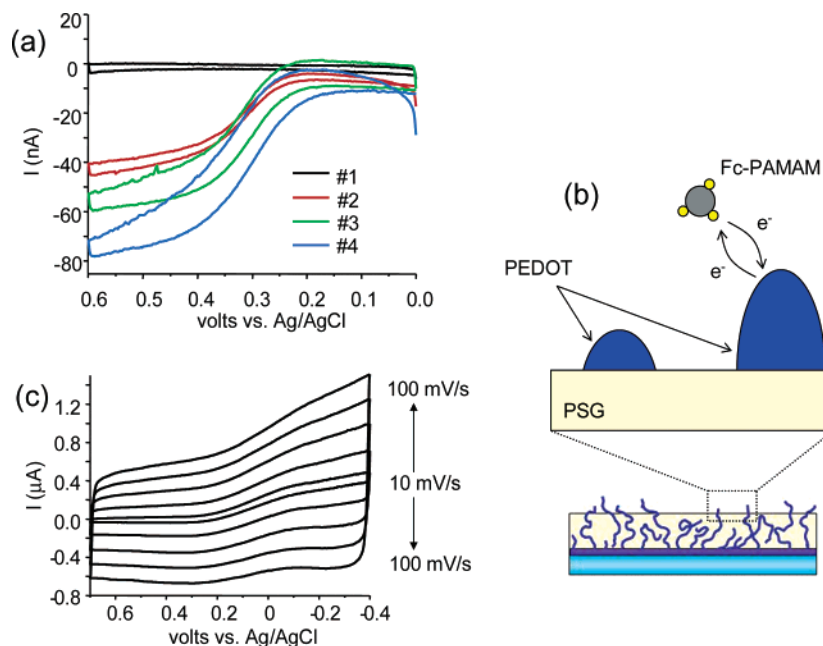 (a)
20
0
-20
-40
-60
-80
I (nA)
#1
#2
#3
#4
0.6 0.5 0.4 0.3 0.2 0.1 0.0
volts vs. Ag/AgCl
(b)
Fc-PAMAM
e-
e-
PEDOT
PSG
(c)
1.2
0.8
0.4
0.0
-0.4
-0.8
I (µA)
100 mV/s
10 mV/s
100 mV/s
0.6 0.4 0.2 0 -0.2 -0.4
volts vs. Ag/AgCl